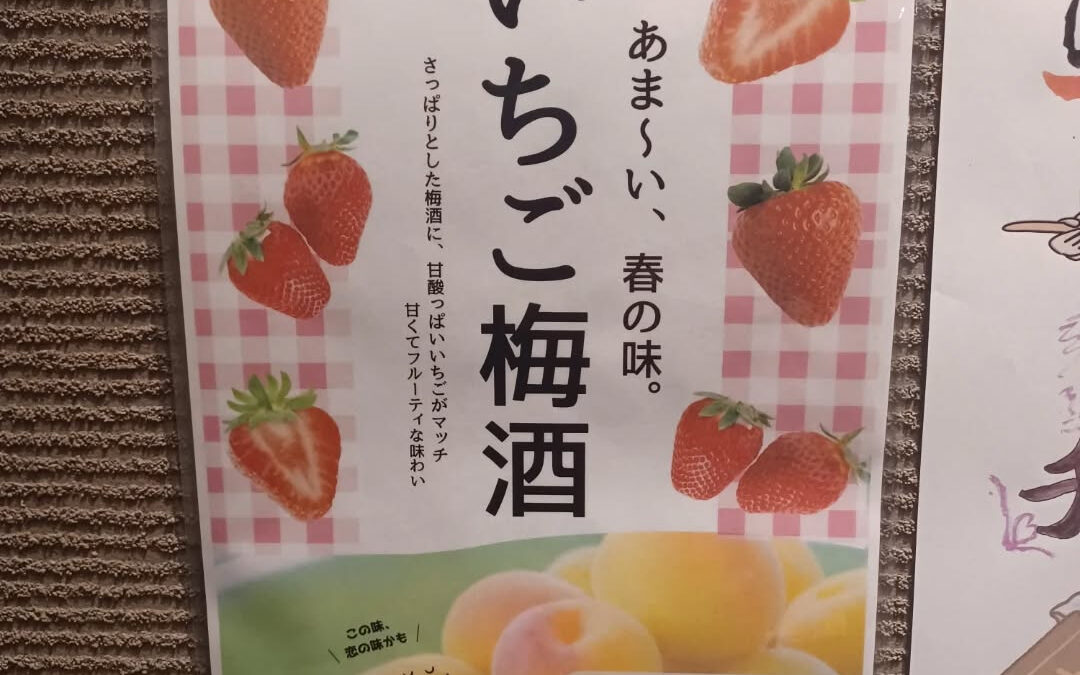 あま〜い、春の味。
いちご梅酒
さっぱりとした梅酒に、甘酸っぱいいちごがマッチ
甘くてフルーティな味わい
この味、
恋の味かも